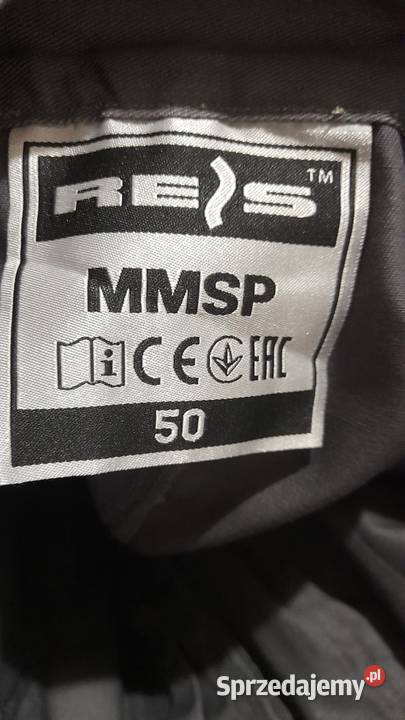 REIS™
MMSP
i CE EAC
50
Sprzedajemy.pl